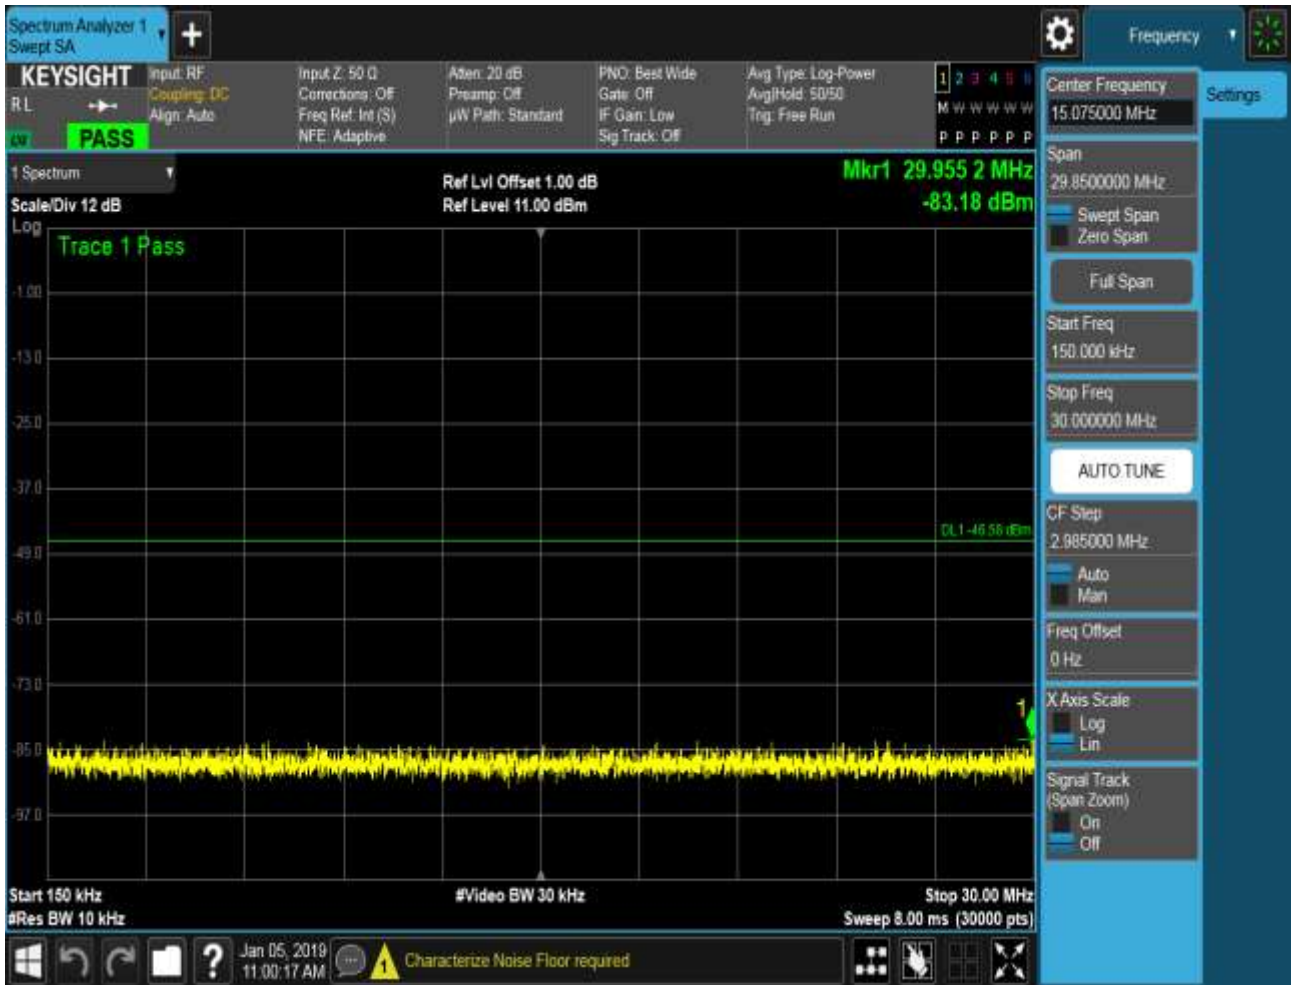 Spectrum Analyzer 1
Swept SA
+
Frequency
KEYSIGHT
R L
PASS
Input: RF
Coupling: DC
Align: Auto
Input Z: 50 Ω
Corrections: Off
Freq Ref: Int (S)
NFE: Adaptive
Atten: 20 dB
Preamp: Off
µW Path: Standard
PNO: Best Wide
Gate: Off
IF Gain: Low
Sig Track: Off
Avg Type: Log-Power
Avg|Hold: 50/50
Trig: Free Run
1 2 3 4 5 6
M W W W W W
P P P P P P
1 Spectrum
Scale/Div 12 dB
Log
Ref Lvl Offset 1.00 dB
Ref Level 11.00 dBm
Mkr1 29.955 2 MHz
-83.18 dBm
Trace 1 Pass
-1.00
-13.0
-25.0
-37.0
DL1 -46.58 dBm
-49.0
-61.0
-73.0
1
-85.0
-97.0
Start 150 kHz
#Res BW 10 kHz
#Video BW 30 kHz
Stop 30.00 MHz
Sweep 8.00 ms (30000 pts)
Center Frequency
15.075000 MHz
Settings
Span
29.8500000 MHz
Swept Span
Zero Span
Full Span
Start Freq
150.000 kHz
Stop Freq
30.000000 MHz
AUTO TUNE
CF Step
2.985000 MHz
Auto
Man
Freq Offset
0 Hz
X Axis Scale
Log
Lin
Signal Track
(Span Zoom)
On
Off
?
Jan 05, 2019
11:00:17 AM
1
Characterize Noise Floor required